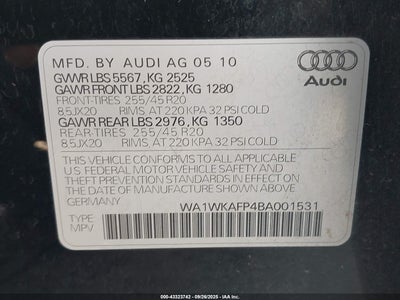 MFD. BY AUDI AG 05 10
GVWR LBS 5567, KG 2525
GAWR FRONT LBS 2822, KG 1280
FRONT-TIRES 255/45 R20
8.5JX20 RIMS, AT 220 KPA 32 PSI COLD
GAWR REAR LBS 2976, KG 1350
REAR-TIRES 255/45 R20
8.5JX20 RIMS, AT 220 KPA 32 PSI COLD
Audi
THIS VEHICLE CONFORMS TO ALL APPLICABLE
U.S FEDERAL MOTOR VEHICLE SAFETY AND
THEFT PREVENTION STANDARDS IN EFFECT ON THE
DATE OF MANUFACTURE SHOWN ABOVE
WA1WKAFP4BA001531
TYPE
MPV
ID: 000-43323742 - 09/26/2025 - IAA